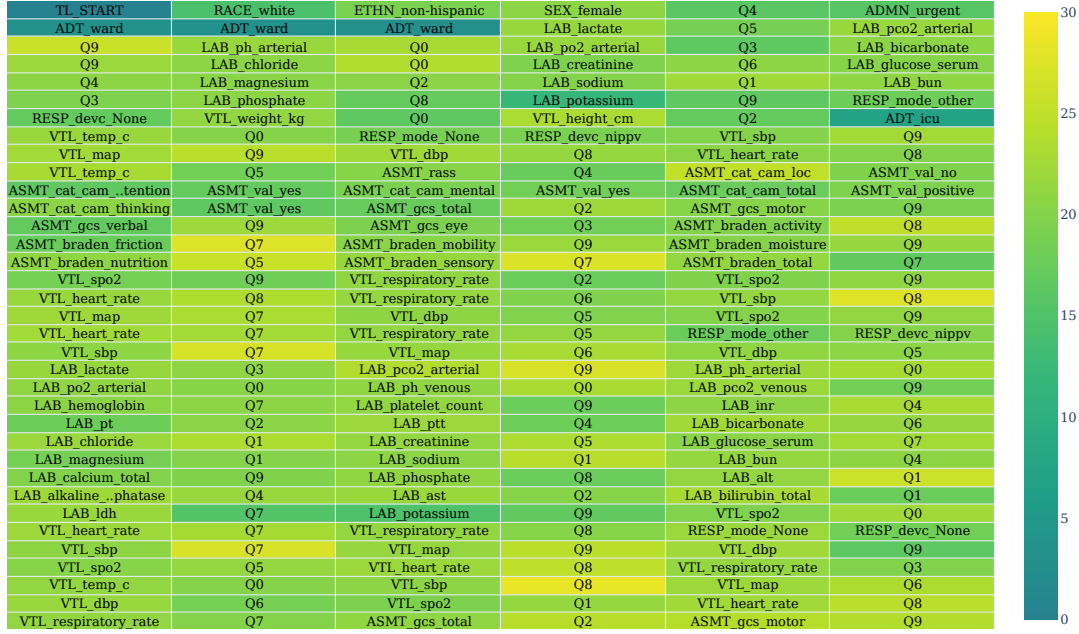 TL_START RACE_white ETHN_non-hispanic SEX_female Q4 ADMN_urgent
ADT_ward ADT_ward ADT_ward LAB_lactate Q5 LAB_pco2_arterial
Q9 LAB_ph_arterial Q0 LAB_po2_arterial Q3 LAB_bicarbonate
Q9 LAB_chloride Q0 LAB_creatinine Q6 LAB_glucose_serum
Q4 LAB_magnesium Q2 LAB_sodium Q1 LAB_bun
Q3 LAB_phosphate Q8 LAB_potassium Q9 RESP_mode_other
RESP_devc_None VTL_weight_kg Q0 VTL_height_cm Q2 ADT_icu
VTL_temp_c Q0 RESP_mode_None RESP_devc_nippv VTL_sbp Q9
VTL_map Q9 VTL_dbp Q8 VTL_heart_rate Q8
VTL_temp_c Q5 ASMT_rass Q4 ASMT_cat_cam_loc ASMT_val_no
ASMT_cat_cam_..tention ASMT_val_yes ASMT_cat_cam_mental ASMT_val_yes ASMT_cat_cam_total ASMT_val_positive
ASMT_cat_cam_thinking ASMT_val_yes ASMT_gcs_total Q2 ASMT_gcs_motor Q9
ASMT_gcs_verbal Q9 ASMT_gcs_eye Q3 ASMT_braden_activity Q8
ASMT_braden_friction Q7 ASMT_braden_mobility Q9 ASMT_braden_moisture Q9
ASMT_braden_nutrition Q5 ASMT_braden_sensory Q7 ASMT_braden_total Q7
VTL_spo2 Q9 VTL_respiratory_rate Q2 VTL_spo2 Q9
VTL_heart_rate Q8 VTL_respiratory_rate Q6 VTL_sbp Q8
VTL_map Q7 VTL_dbp Q5 VTL_spo2 Q9
VTL_heart_rate Q7 VTL_respiratory_rate Q5 RESP_mode_other RESP_devc_nippv
VTL_sbp Q7 VTL_map Q6 VTL_dbp Q5
LAB_lactate Q3 LAB_pco2_arterial Q9 LAB_ph_arterial Q0
LAB_po2_arterial Q0 LAB_ph_venous Q0 LAB_pco2_venous Q9
LAB_hemoglobin Q7 LAB_platelet_count Q9 LAB_inr Q4
LAB_pt Q2 LAB_ptt Q4 LAB_bicarbonate Q6
LAB_chloride Q1 LAB_creatinine Q5 LAB_glucose_serum Q7
LAB_magnesium Q1 LAB_sodium Q1 LAB_bun Q4
LAB_calcium_total Q9 LAB_phosphate Q8 LAB_alt Q1
LAB_alkaline_..phatase Q4 LAB_ast Q2 LAB_bilirubin_total Q1
LAB_ldh Q7 LAB_potassium Q9 VTL_spo2 Q0
VTL_heart_rate Q7 VTL_respiratory_rate Q8 RESP_mode_None RESP_devc_None
VTL_sbp Q7 VTL_map Q9 VTL_dbp Q9
VTL_spo2 Q5 VTL_heart_rate Q8 VTL_respiratory_rate Q3
VTL_temp_c Q0 VTL_sbp Q8 VTL_map Q6
VTL_dbp Q6 VTL_spo2 Q1 VTL_heart_rate Q8
VTL_respiratory_rate Q7 ASMT_gcs_total Q2 ASMT_gcs_motor Q9
30
25
20
15
10
5
0